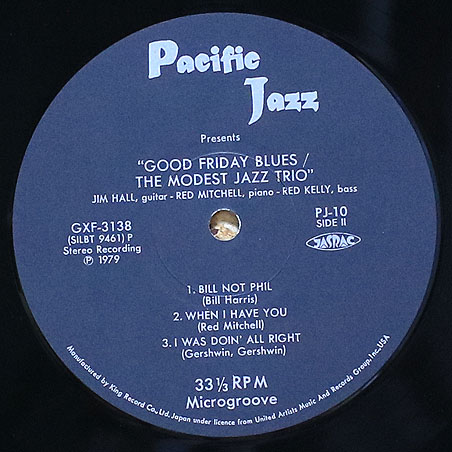 Pacific
Jazz
Presents
"GOOD FRIDAY BLUES /
THE MODEST JAZZ TRIO"
JIM HALL, guitar - RED MITCHELL, piano - RED KELLY, bass
GXF-3138
(SILBT 9461) P
Stereo Recording
Ⓟ 1979
PJ-10
SIDE II
JASRAC
1. BILL NOT PHIL
(Bill Harris)
2. WHEN I HAVE YOU
(Red Mitchell)
3. I WAS DOIN' ALL RIGHT
(Gershwin, Gershwin)
33 ⅓ RPM
Microgroove
Manufactured by King Record Co., Ltd. Japan under licence from United Artists Music And Records Group, Inc., USA